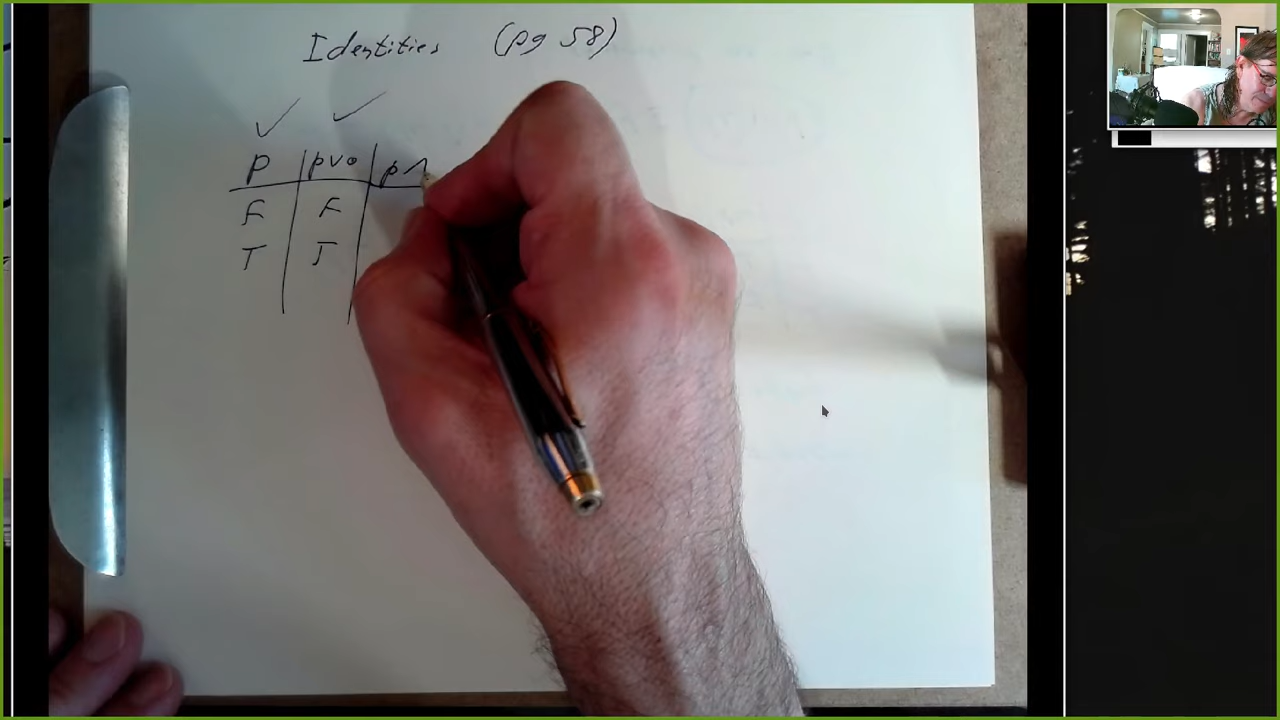 Identities (pg 58)
✓ ✓
p | p∨0 | p∧
F | F |
T | T |